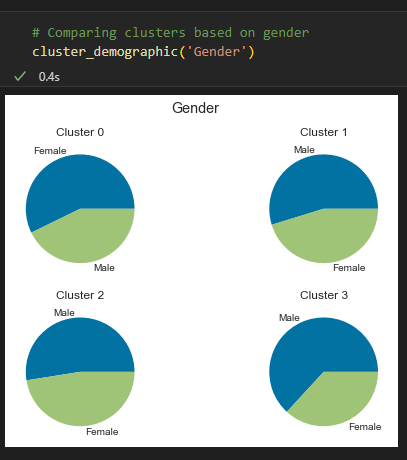 # Comparing clusters based on gender
cluster_demographic('Gender')
✓ 0.4s
Gender
Cluster 0
Female
Male
Cluster 1
Male
Female
Cluster 2
Male
Female
Cluster 3
Male
Female